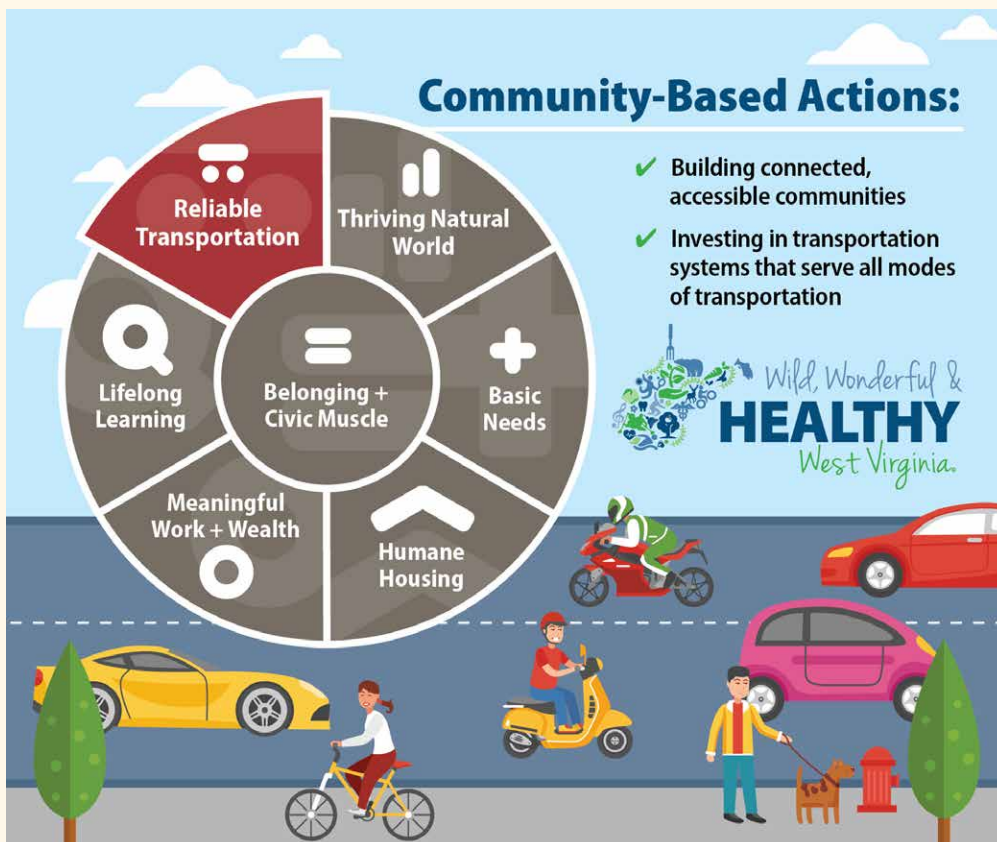 Community-Based Actions:
✔ Building connected,
accessible communities
✔ Investing in transportation
systems that serve all modes
of transportation
Reliable
Transportation
Thriving Natural
World
Lifelong
Learning
Belonging +
Civic Muscle
Basic
Needs
Meaningful
Work + Wealth
Humane
Housing
Wild, Wonderful &
HEALTHY
West Virginia.